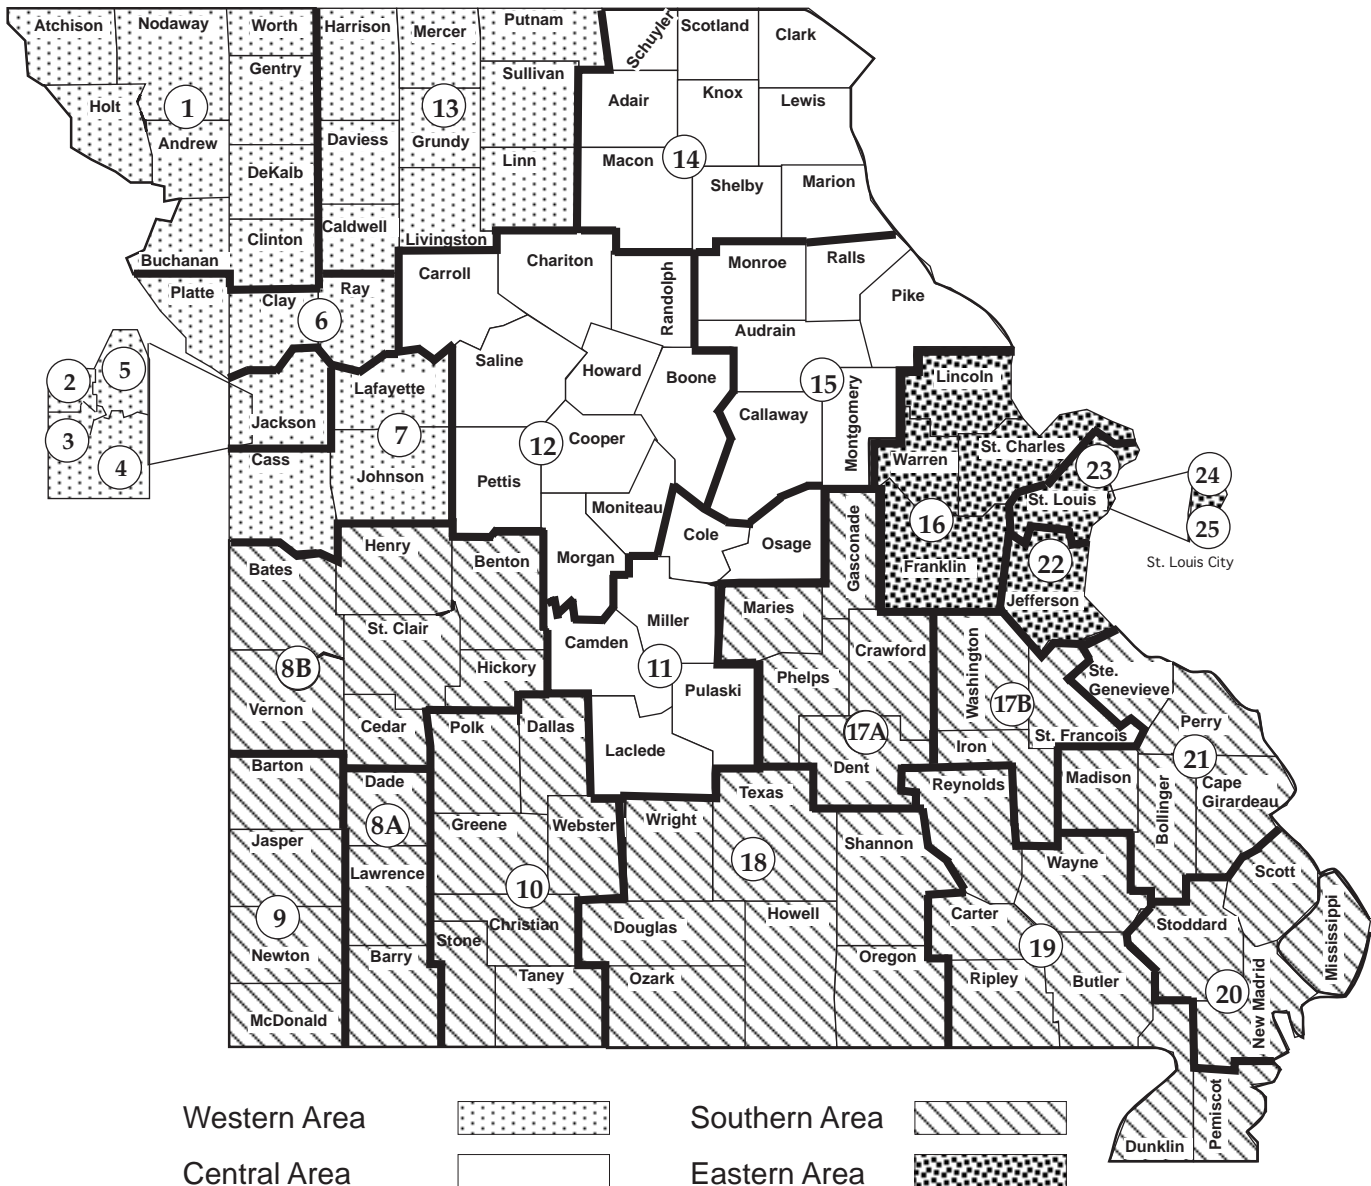 Atchison
Nodaway
Worth
Harrison
Mercer
Putnam
Schuyler
Scotland
Clark
Gentry
Sullivan
Holt
1
13
Adair
Knox
Lewis
Andrew
Daviess
Grundy
Linn
Macon
14
DeKalb
Shelby
Marion
Clinton
Caldwell
Livingston
Buchanan
Chariton
Monroe
Ralls
Platte
Clay
Ray
Carroll
Randolph
Pike
6
Audrain
2
5
Saline
Howard
Boone
15
Lincoln
Lafayette
Jackson
7
Callaway
Montgomery
3
4
Cass
Johnson
12
Cooper
Warren
St. Charles
23
24
Pettis
Moniteau
St. Louis
16
25
Henry
Benton
Morgan
Cole
Osage
Gasconade
Franklin
22
St. Louis City
Bates
Maries
Jefferson
St. Clair
Camden
Miller
Crawford
Washington
8B
Hickory
11
Phelps
Ste.
Genevieve
Vernon
Cedar
Polk
Dallas
Pulaski
17A
17B
St. Francois
Perry
Laclede
Dent
Iron
21
Barton
Dade
Texas
Reynolds
Madison
Bollinger
Cape
Girardeau
8A
Greene
Webster
Wright
Jasper
Shannon
18
Wayne
Lawrence
Scott
10
9
Christian
Douglas
Howell
Carter
Stoddard
Mississippi
Newton
Barry
Stone
Taney
Ozark
Oregon
19
Ripley
Butler
20
New Madrid
McDonald
Pemiscot
Dunklin
Western Area
Southern Area
Central Area
Eastern Area